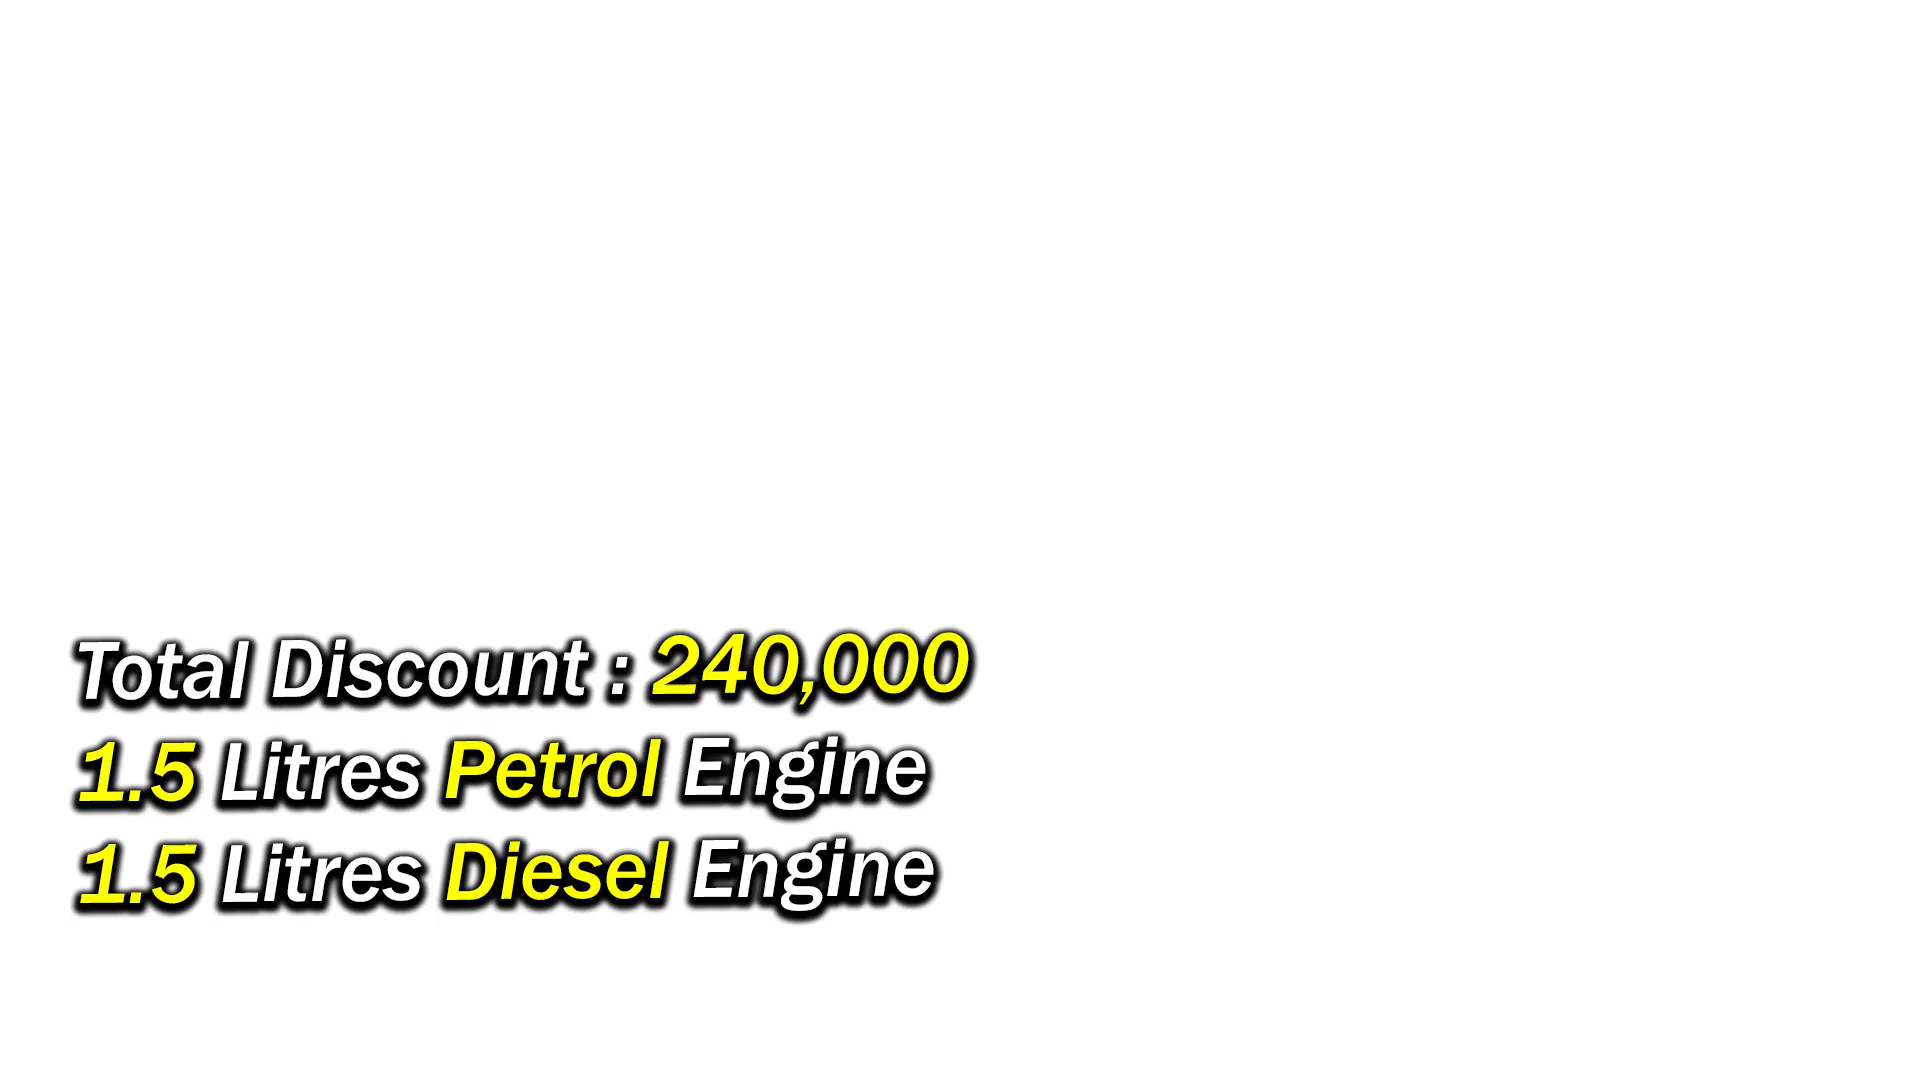 Total Discount : 240,000
1.5 Litres Petrol Engine
1.5 Litres Diesel Engine